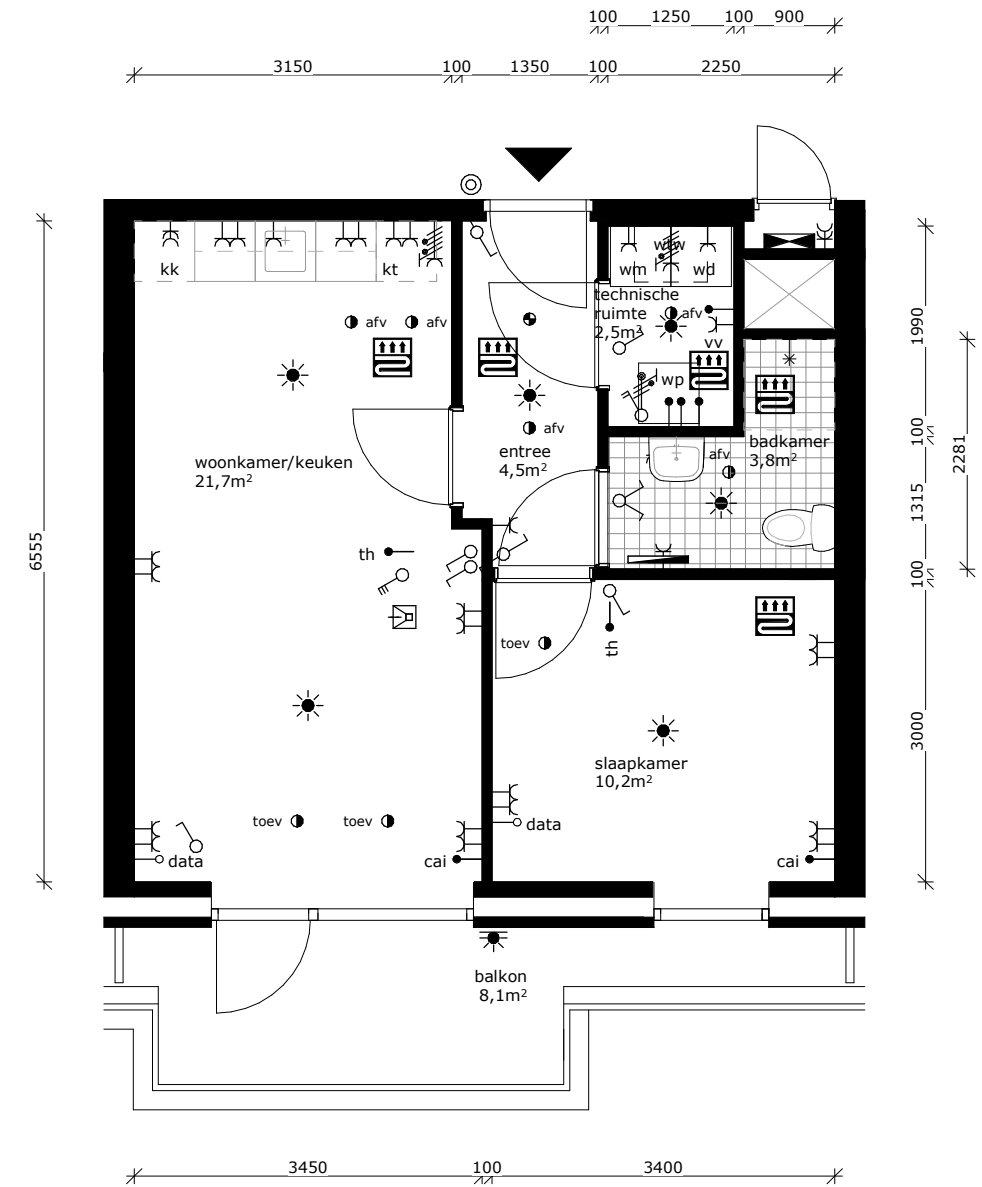 100 1250 100 900
3150 100 1350 100 2250
kk
kt
wtw
wm
wd
technische
ruimte
2,5m²
afv
afv
afv
vv
wp
afv
entree
4,5m²
badkamer
3,8m²
afv
woonkamer/keuken
21,7m²
th
toev
th
slaapkamer
10,2m²
toev
toev
data
data
cai
cai
balkon
8,1m²
6555
1990
100
1315
100
3000
2281
3450 100 3400